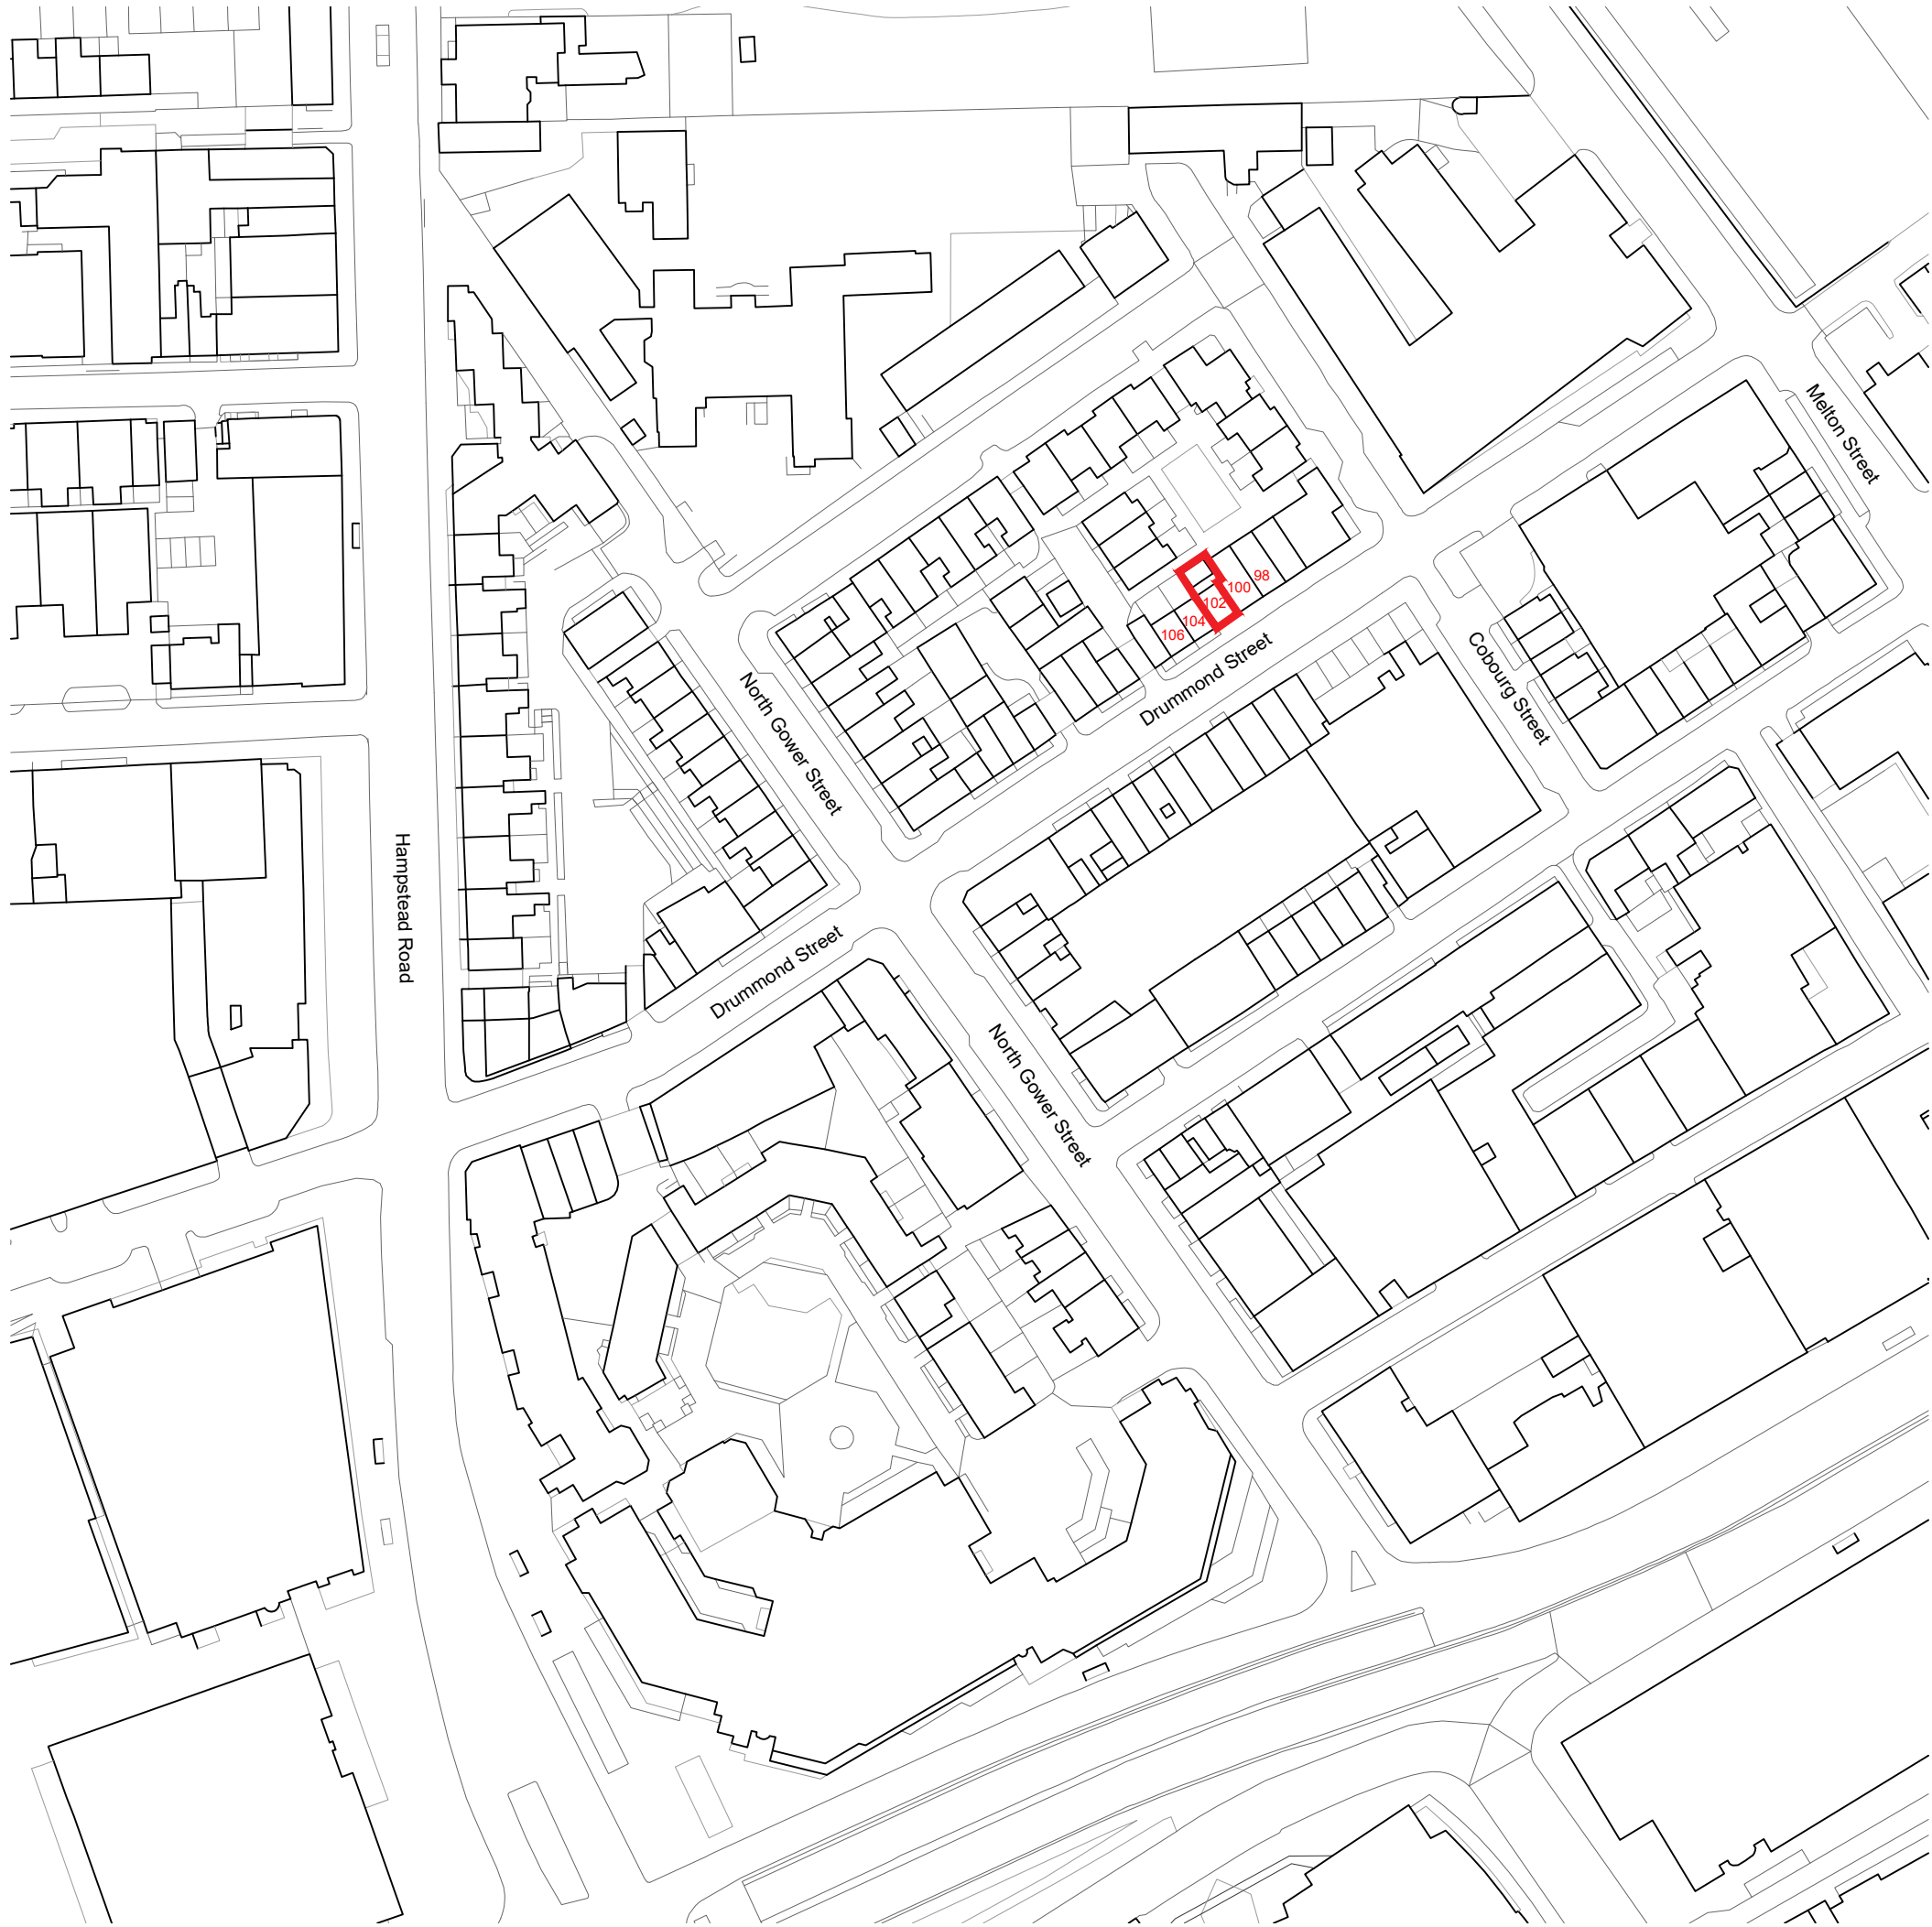 Melton Street
98
100
102
104
106
Drummond Street
Cobourg Street
North Gower Street
Hampstead Road
Drummond Street
North Gower Street